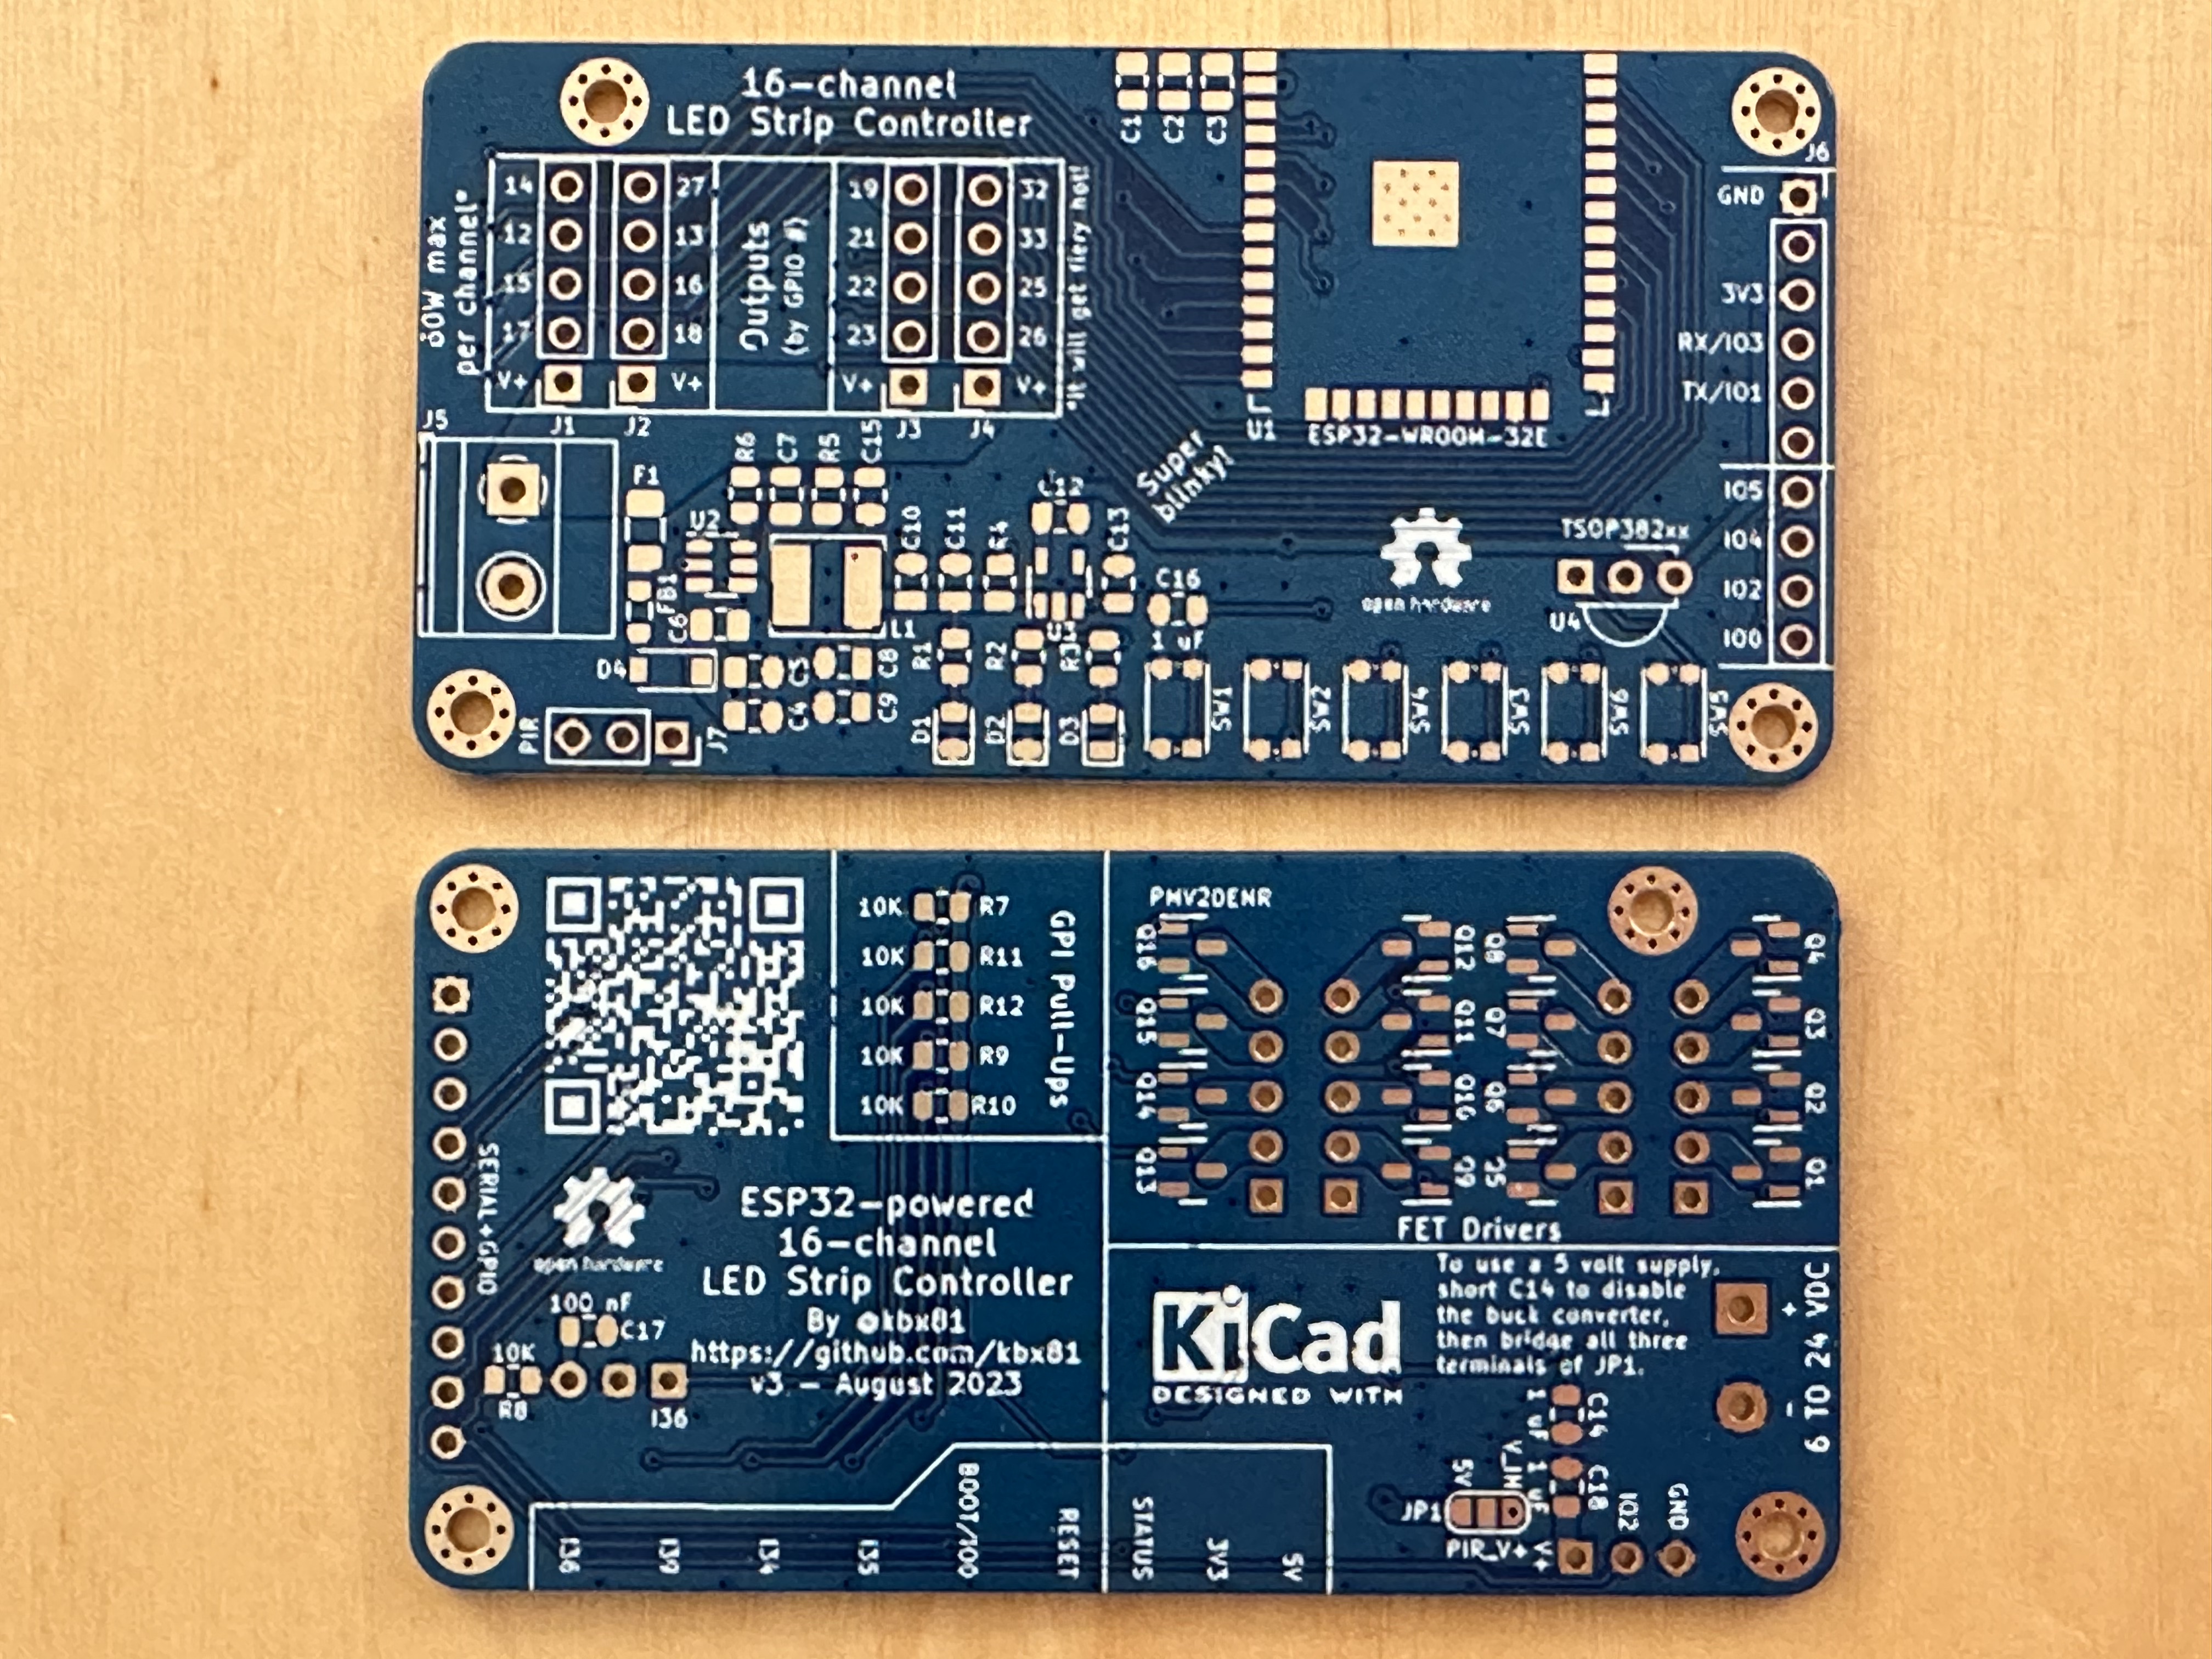 16-channel
LED Strip Controller
C1
C2
C3
J6
14
27
19
32
GND
12
13
21
33
15
16
22
25
3V3
17
18
23
26
RX/IO3
V+
V+
V+
V+
TX/IO1
60W max
per channel*
Outputs
(by GPIO #)
*It will get fiery hot!
J5
J1
J2
J3
J4
U1
ESP32-WROOM-32E
Super
blinky!
F1
R6
C7
R5
C15
U2
C10
C11
R4
C13
FB1
C6
L1
U3
C16
1 uF
open hardware
TSOP382xx
U4
IO5
IO4
IO2
IO0
D4
C4
C8
C9
R1
R2
R3
PIR
J7
D1
D2
D3
SW1
SW2
SW4
SW3
SW6
SW5
10K R7
10K R11
10K R12
10K R9
10K R10
GPI Pull-Ups
PMV20ENR
Q16
Q12
Q8
Q4
Q15
Q11
Q7
Q3
Q14
Q10
Q6
Q2
Q13
Q9
Q5
Q1
FET Drivers
SERIAL+GPIO
open hardware
ESP32-powered
16-channel
LED Strip Controller
By @kbx81
https://github.com/kbx81
v3 - August 2023
100 nF
C17
10K
R8
I36
KiCad
DESIGNED WITH
To use a 5 volt supply,
short C14 to disable
the buck converter,
then bridge all three
terminals of JP1.
+
-
6 TO 24 VDC
1 uF
C14
1 uF
C18
5V
V_IN
JP1
PIR_V+
V+
IO2
GND
I36
I39
I34
I35
BOOT/IO0
RESET
STATUS
3V3
5V